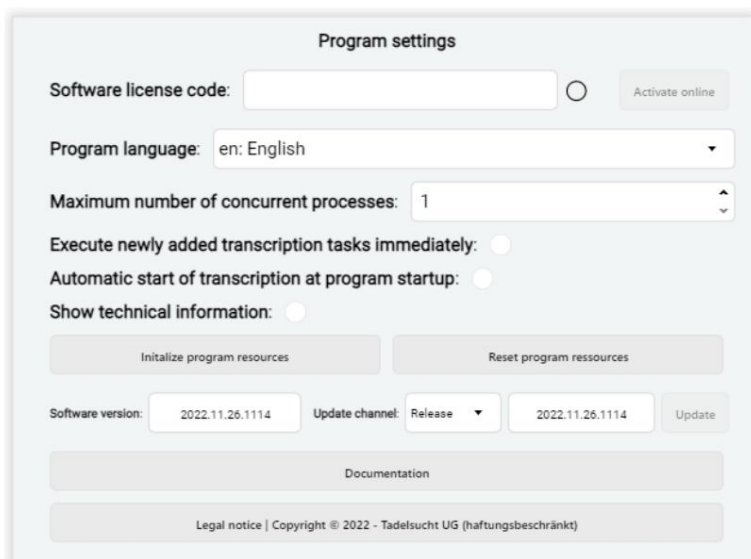 Program settings
Software license code: Activate online
Program language: en: English
Maximum number of concurrent processes: 1
Execute newly added transcription tasks immediately:
Automatic start of transcription at program startup:
Show technical information:
Initalize program resources Reset program ressources
Software version: 2022.11.26.1114 Update channel: Release 2022.11.26.1114 Update
Documentation
Legal notice | Copyright © 2022 - Tadelsucht UG (haftungsbeschränkt)